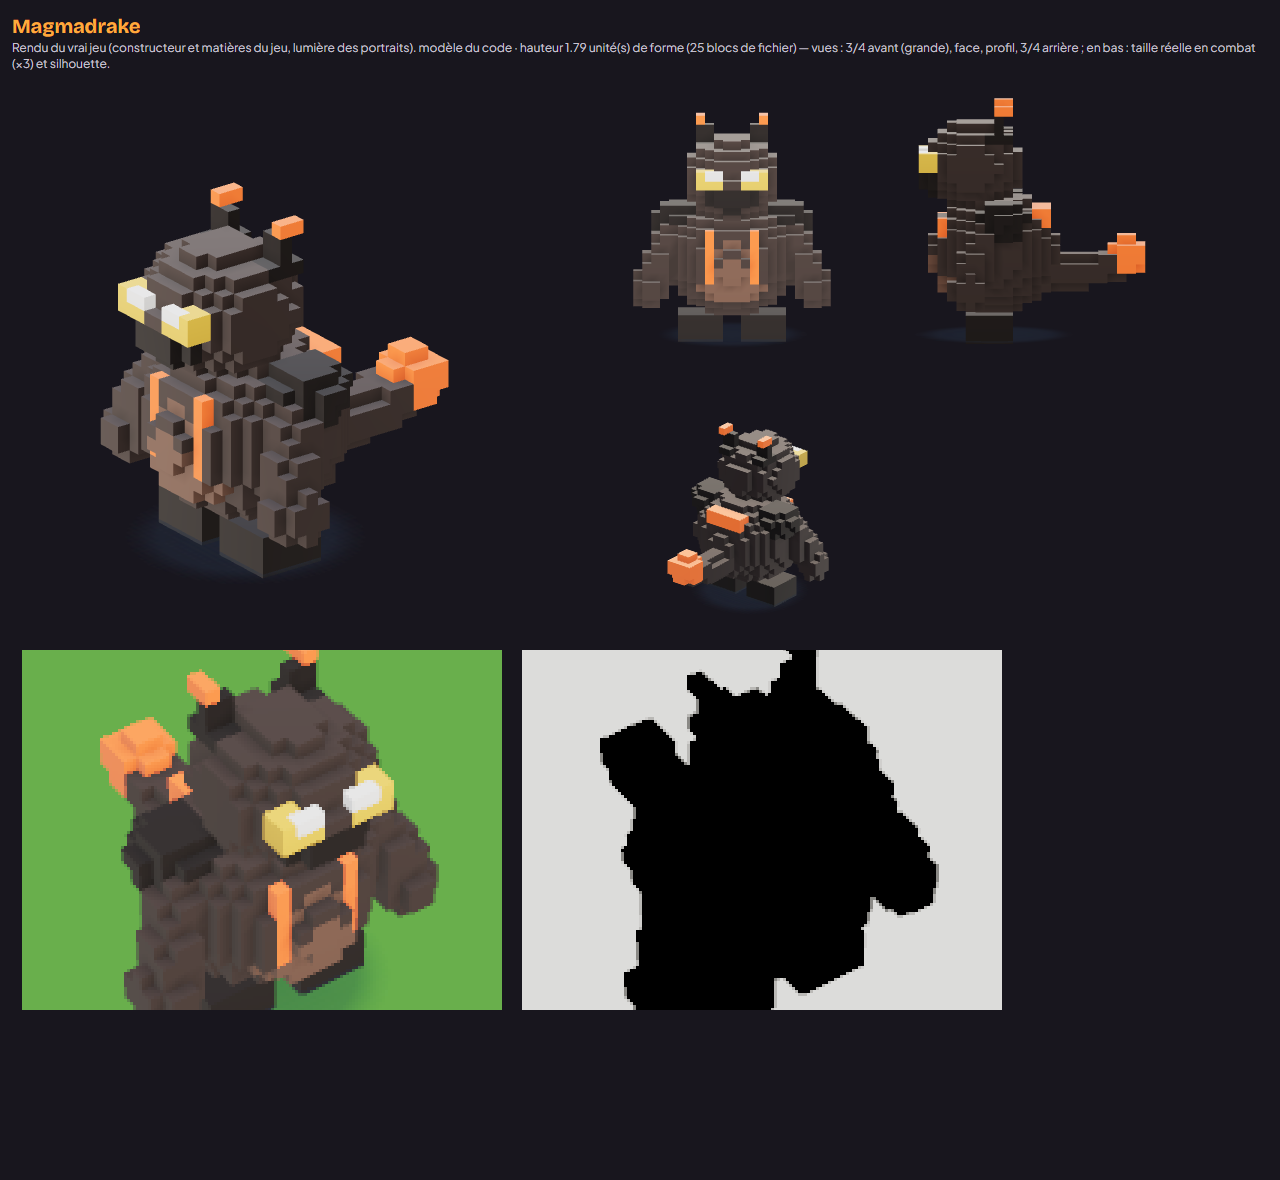 Magmadrake
Rendu du vrai jeu (constructeur et matières du jeu, lumière des portraits). modèle du code · hauteur 1.79 unité(s) de forme (25 blocs de fichier) — vues : 3/4 avant (grande), face, profil, 3/4 arrière ; en bas : taille réelle en combat
(×3) et silhouette.